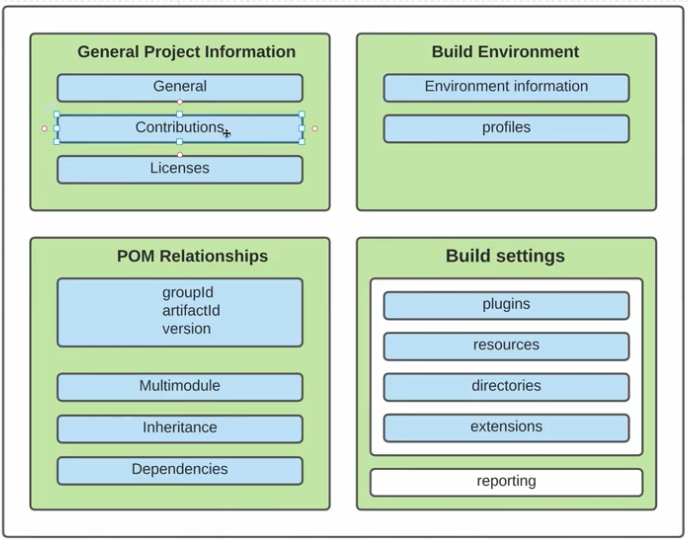 General Project Information
General
Contributions
Licenses
Build Environment
Environment information
profiles
POM Relationships
groupId
artifactId
version
Multimodule
Inheritance
Dependencies
Build settings
plugins
resources
directories
extensions
reporting